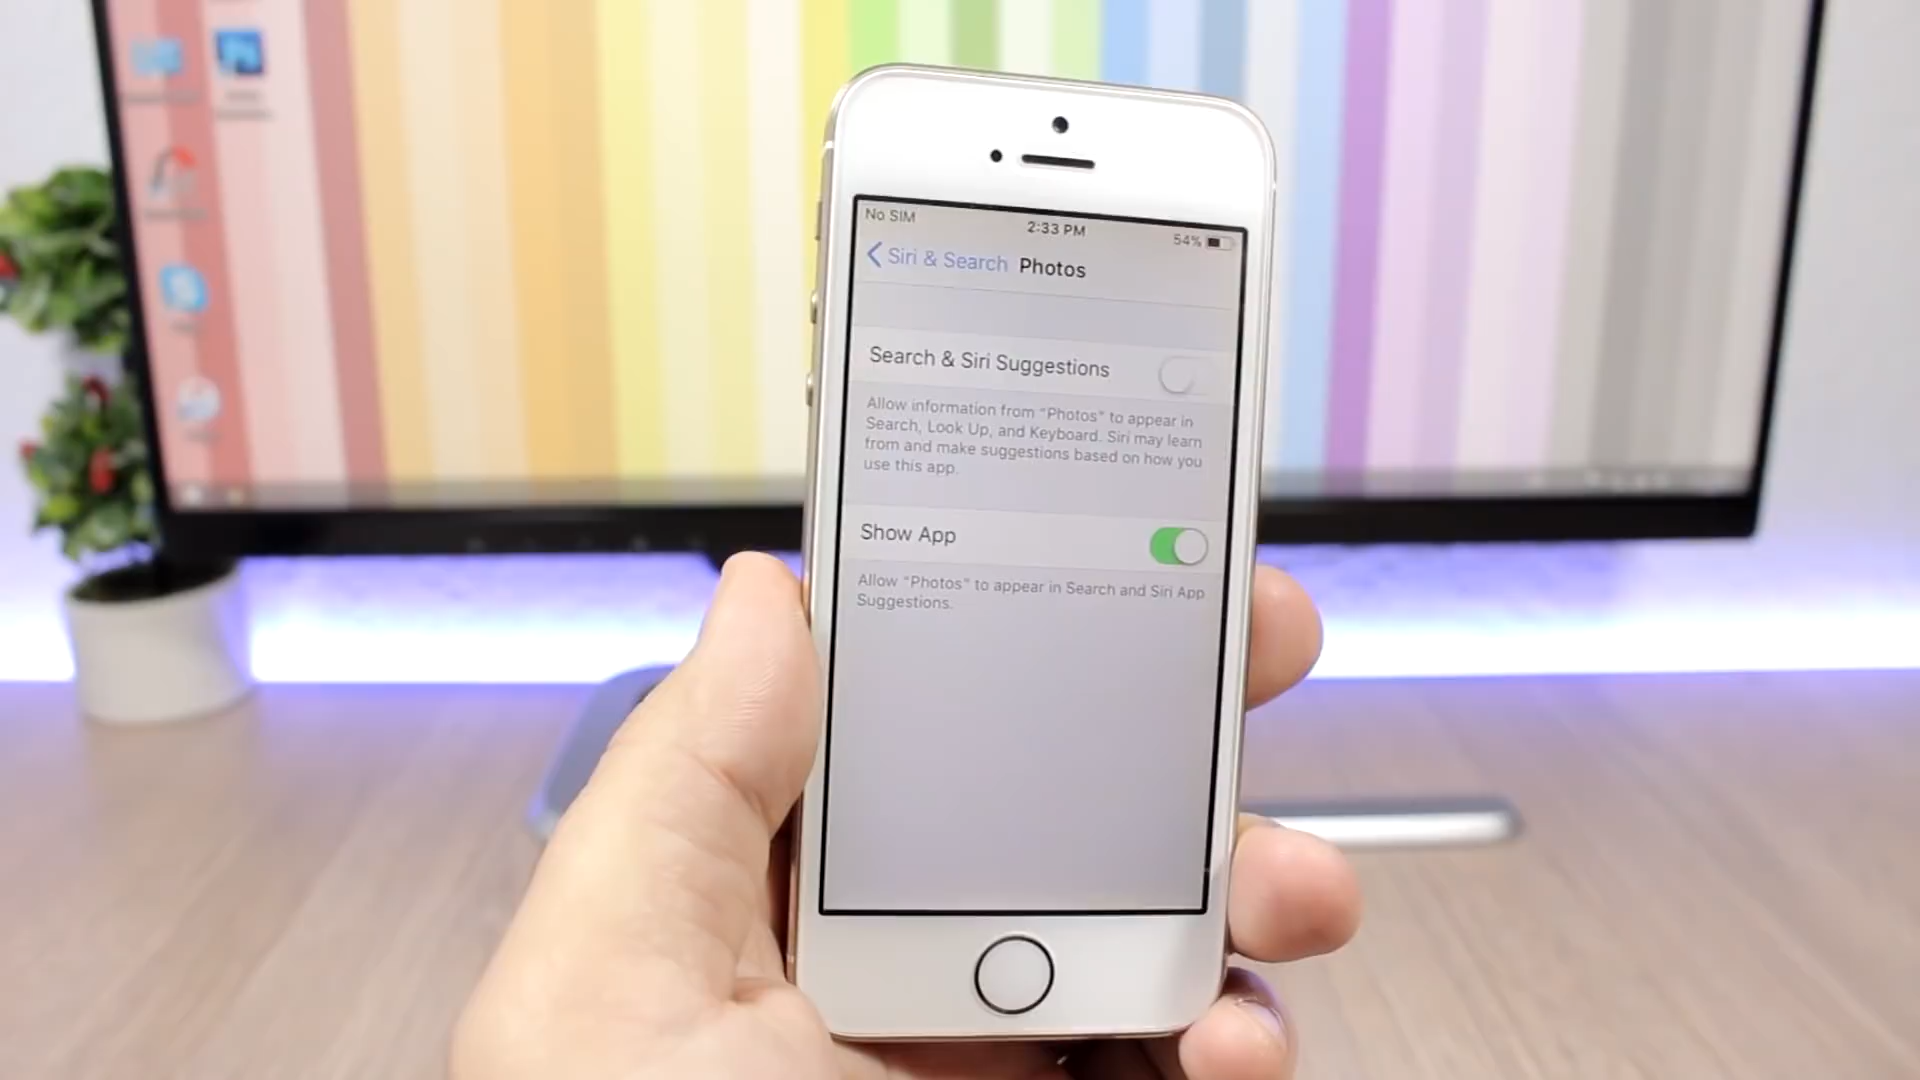 No SIM
2:33 PM
54%
Siri & Search
Photos
Search & Siri Suggestions
Allow information from “Photos” to appear in
Search, Look Up, and Keyboard. Siri may learn
from and make suggestions based on how you
use this app.
Show App
Allow “Photos” to appear in Search and Siri App
Suggestions.